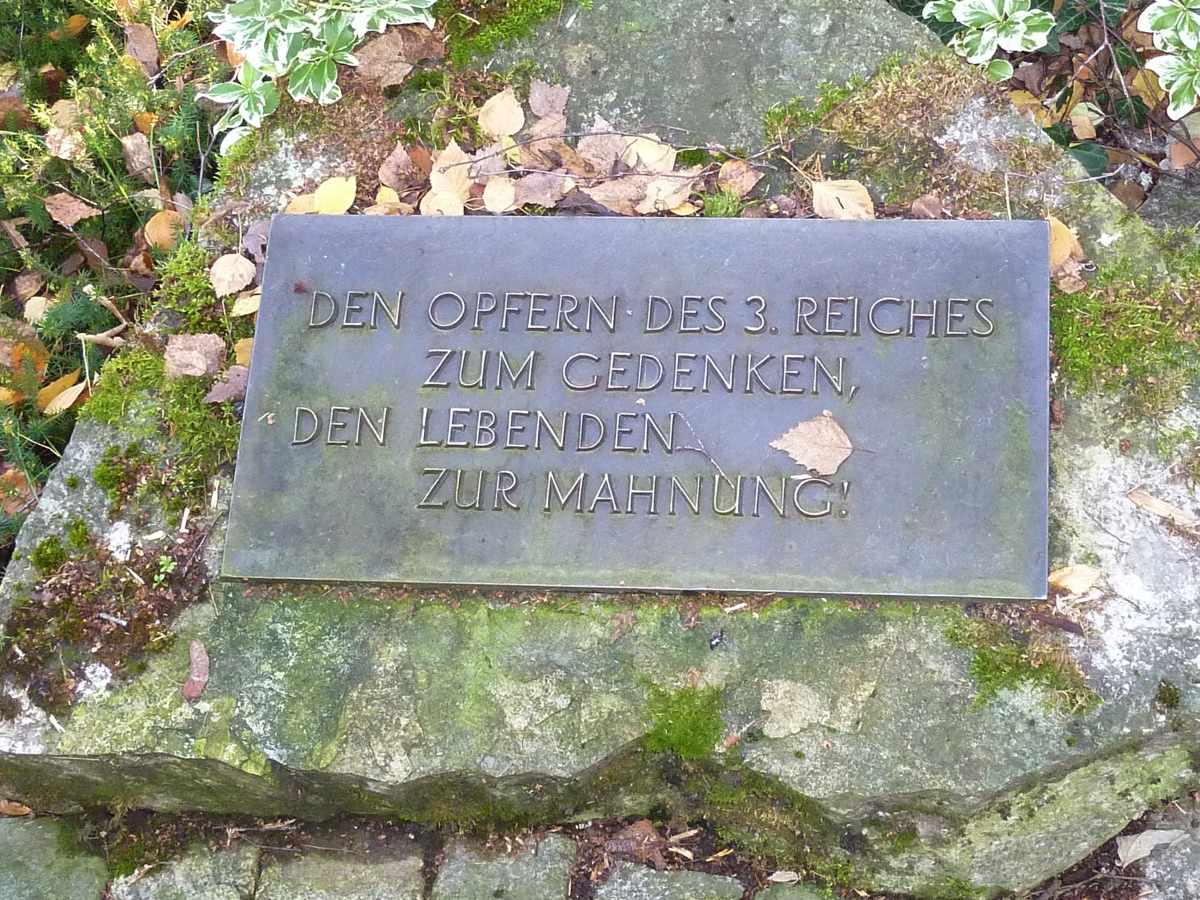 DEN OPFERN DES 3. REICHES
ZUM GEDENKEN,
DEN LEBENDEN
ZUR MAHNUNG!